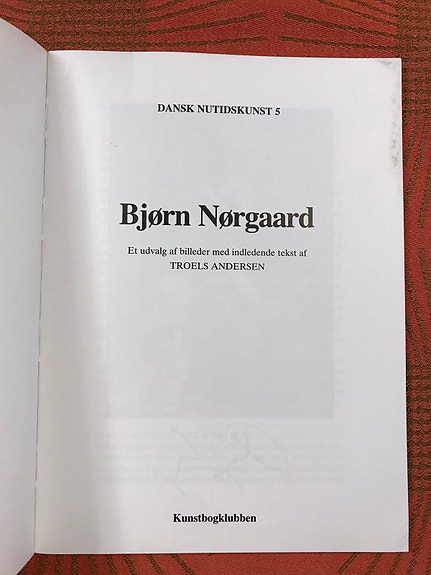 DANSK NUTIDSKUNST 5
Bjørn Nørgaard
Et udvalg af billeder med indledende tekst af
TROELS ANDERSEN
Kunstbogklubben